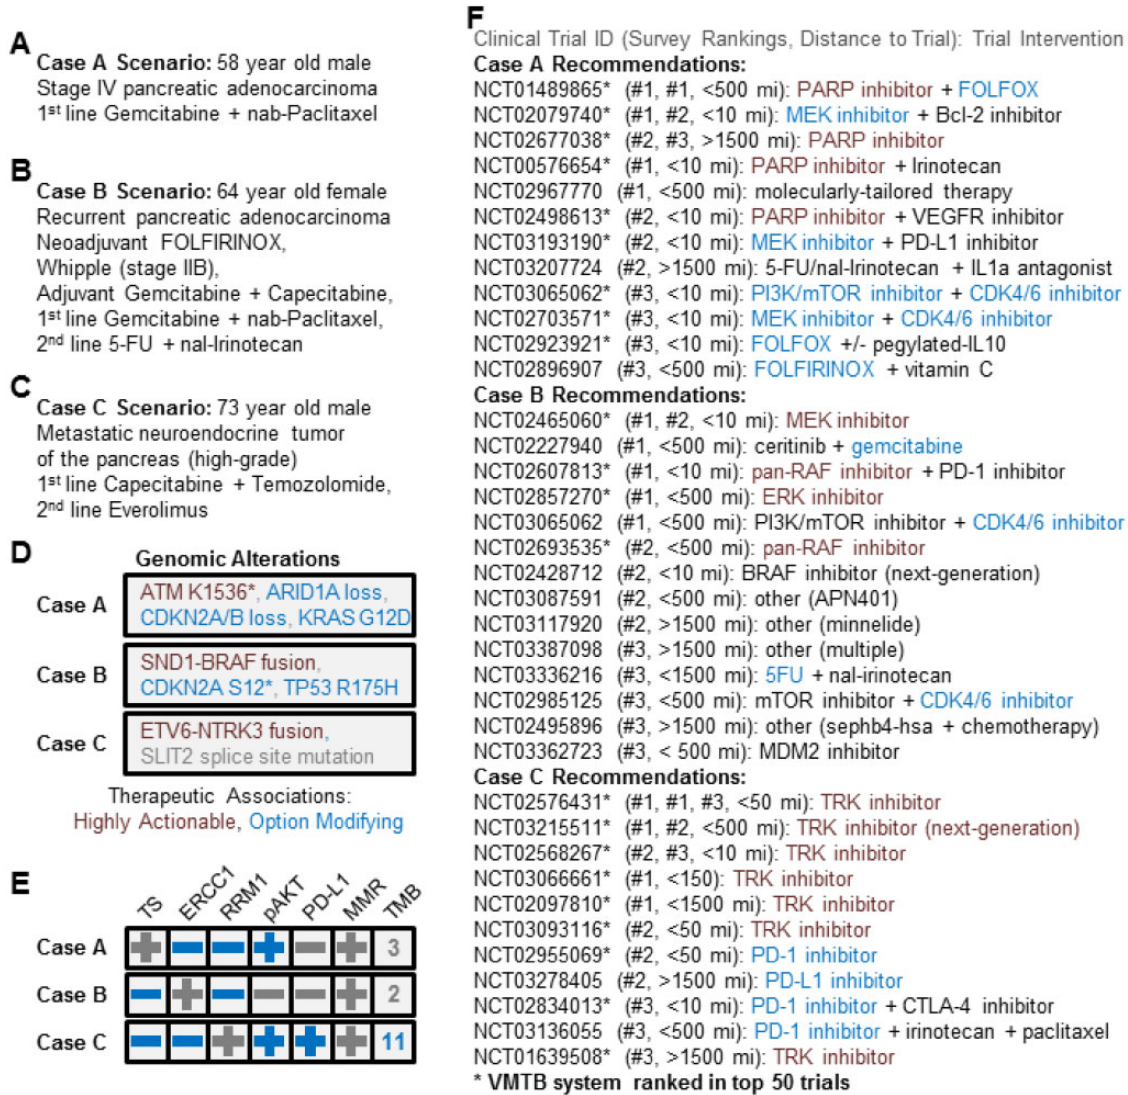 A
Case A Scenario: 58 year old male
Stage IV pancreatic adenocarcinoma
1st line Gemcitabine + nab-Paclitaxel
B
Case B Scenario: 64 year old female
Recurrent pancreatic adenocarcinoma
Neoadjuvant FOLFIRINOX,
Whipple (stage IIB),
Adjuvant Gemcitabine + Capecitabine,
1st line Gemcitabine + nab-Paclitaxel,
2nd line 5-FU + nal-Irinotecan
C
Case C Scenario: 73 year old male
Metastatic neuroendocrine tumor
of the pancreas (high-grade)
1st line Capecitabine + Temozolomide,
2nd line Everolimus
D
Genomic Alterations
Case A
ATM K1536*, ARID1A loss,
CDKN2A/B loss, KRAS G12D
Case B
SND1-BRAF fusion,
CDKN2A S12*, TP53 R175H
Case C
ETV6-NTRK3 fusion,
SLIT2 splice site mutation
Therapeutic Associations:
Highly Actionable, Option Modifying
E
TS ERCC1 RRM1 pAKT PD-L1 MMR TMB
Case A + − − + − + 3
Case B − + − − − + 2
Case C − − + + + + 11
F
Clinical Trial ID (Survey Rankings, Distance to Trial): Trial Intervention
Case A Recommendations:
NCT01489865* (#1, #1, <500 mi): PARP inhibitor + FOLFOX
NCT02079740* (#1, #2, <10 mi): MEK inhibitor + Bcl-2 inhibitor
NCT02677038* (#2, #3, >1500 mi): PARP inhibitor
NCT00576654* (#1, <10 mi): PARP inhibitor + Irinotecan
NCT02967770 (#1, <500 mi): molecularly-tailored therapy
NCT02498613* (#2, <10 mi): PARP inhibitor + VEGFR inhibitor
NCT03193190* (#2, <10 mi): MEK inhibitor + PD-L1 inhibitor
NCT03207724 (#2, >1500 mi): 5-FU/nal-Irinotecan + IL1a antagonist
NCT03065062* (#3, <10 mi): PI3K/mTOR inhibitor + CDK4/6 inhibitor
NCT02703571* (#3, <10 mi): MEK inhibitor + CDK4/6 inhibitor
NCT02923921* (#3, <10 mi): FOLFOX +/- pegylated-IL10
NCT02896907 (#3, <500 mi): FOLFIRINOX + vitamin C
Case B Recommendations:
NCT02465060* (#1, #2, <10 mi): MEK inhibitor
NCT02227940 (#1, <500 mi): ceritinib + gemcitabine
NCT02607813* (#1, <10 mi): pan-RAF inhibitor + PD-1 inhibitor
NCT02857270* (#1, <500 mi): ERK inhibitor
NCT03065062 (#1, <500 mi): PI3K/mTOR inhibitor + CDK4/6 inhibitor
NCT02693535* (#2, <500 mi): pan-RAF inhibitor
NCT02428712 (#2, <10 mi): BRAF inhibitor (next-generation)
NCT03087591 (#2, <500 mi): other (APN401)
NCT03117920 (#2, >1500 mi): other (minnelide)
NCT03387098 (#3, >1500 mi): other (multiple)
NCT03336216 (#3, <1500 mi): 5FU + nal-irinotecan
NCT02985125 (#3, <500 mi): mTOR inhibitor + CDK4/6 inhibitor
NCT02495896 (#3, >1500 mi): other (sephb4-hsa + chemotherapy)
NCT03362723 (#3, < 500 mi): MDM2 inhibitor
Case C Recommendations:
NCT02576431* (#1, #1, #3, <50 mi): TRK inhibitor
NCT03215511* (#1, #2, <500 mi): TRK inhibitor (next-generation)
NCT02568267* (#2, #3, <10 mi): TRK inhibitor
NCT03066661* (#1, <150): TRK inhibitor
NCT02097810* (#1, <1500 mi): TRK inhibitor
NCT03093116* (#2, <50 mi): TRK inhibitor
NCT02955069* (#2, <50 mi): PD-1 inhibitor
NCT03278405 (#2, >1500 mi): PD-L1 inhibitor
NCT02834013* (#3, <10 mi): PD-1 inhibitor + CTLA-4 inhibitor
NCT03136055 (#3, <500 mi): PD-1 inhibitor + irinotecan + paclitaxel
NCT01639508* (#3, >1500 mi): TRK inhibitor
* VMTB system ranked in top 50 trials